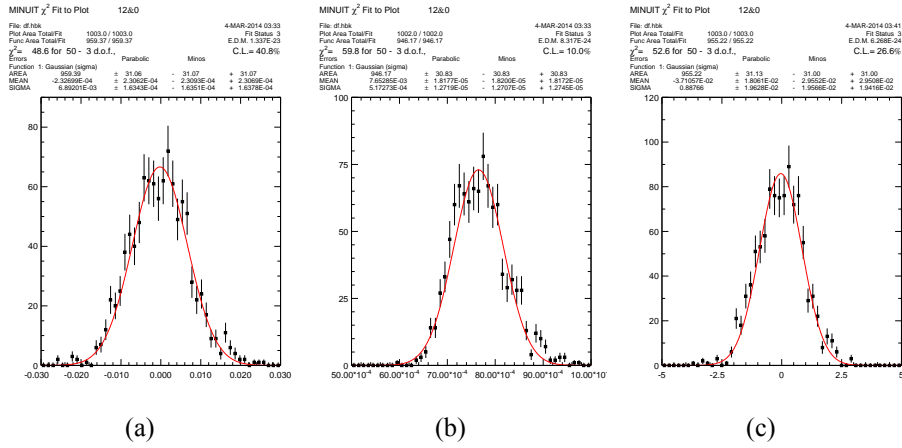 MINUIT χ² Fit to Plot 12&0
File: df.hbk 4-MAR-2014 03:33
Plot Area Total/Fit 1003.0 / 1003.0 Fit Status 3
Func Area Total/Fit 959.37 / 959.37 E.D.M. 1.337E-23
χ²= 48.6 for 50 - 3 d.o.f., C.L.= 40.8%
Errors Parabolic Minos
Function 1: Gaussian (sigma)
AREA 959.39 ± 31.06 - 31.07 + 31.07
MEAN -2.32699E-04 ± 2.3062E-04 - 2.3093E-04 + 2.3069E-04
SIGMA 6.89201E-03 ± 1.6343E-04 - 1.6351E-04 + 1.6378E-04
80
60
40
20
0
-0.030 -0.010 0.010 0.020 0.030
(a)
MINUIT χ² Fit to Plot 12&0
File: df.hbk 4-MAR-2014 03:33
Plot Area Total/Fit 1002.0 / 1002.0 Fit Status 3
Func Area Total/Fit 946.17 / 946.17 E.D.M. 8.317E-24
χ²= 59.8 for 50 - 3 d.o.f., C.L.= 10.0%
Errors Parabolic Minos
Function 1: Gaussian (sigma)
AREA 946.17 ± 30.83 - 30.83 + 30.83
MEAN 7.65285E-03 ± 1.8177E-05 - 1.8200E-05 + 1.8172E-05
SIGMA 5.17273E-04 ± 1.2719E-05 - 1.2707E-05 + 1.2745E-05
100
75
50
25
0
50.00*10⁻⁴ 60.00*10⁻⁴ 70.00*10⁻⁴ 80.00*10⁻⁴ 90.00*10⁻⁴ 10.00*10⁻
(b)
MINUIT χ² Fit to Plot 12&0
File: df.hbk 4-MAR-2014 03:41
Plot Area Total/Fit 1003.0 / 1003.0 Fit Status 3
Func Area Total/Fit 955.22 / 955.22 E.D.M. 6.268E-24
χ²= 52.6 for 50 - 3 d.o.f., C.L.= 26.6%
Errors Parabolic Minos
Function 1: Gaussian (sigma)
AREA 955.22 ± 31.13 - 31.00 + 31.00
MEAN -3.71057E-02 ± 1.8061E-02 - 2.9552E-02 + 2.9508E-02
SIGMA 0.88766 ± 1.9628E-02 - 1.9566E-02 + 1.9416E-02
120
100
80
60
40
20
0
-5 -2.5 0 2.5 5
(c)